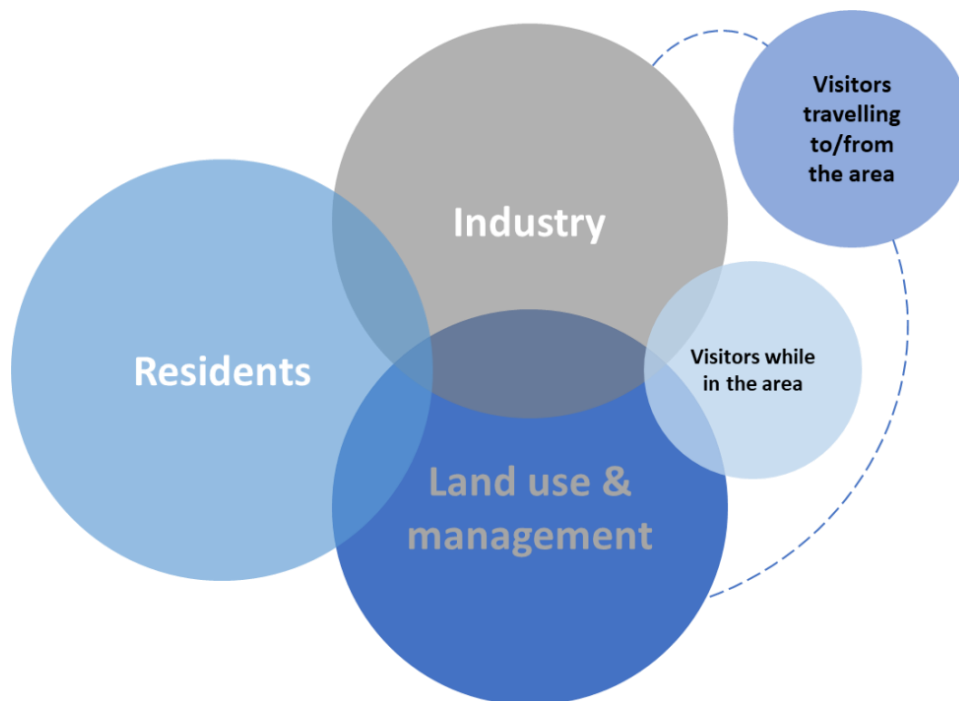 Visitors
travelling
to/from
the area
Industry
Residents
Visitors while
in the area
Land use &
management